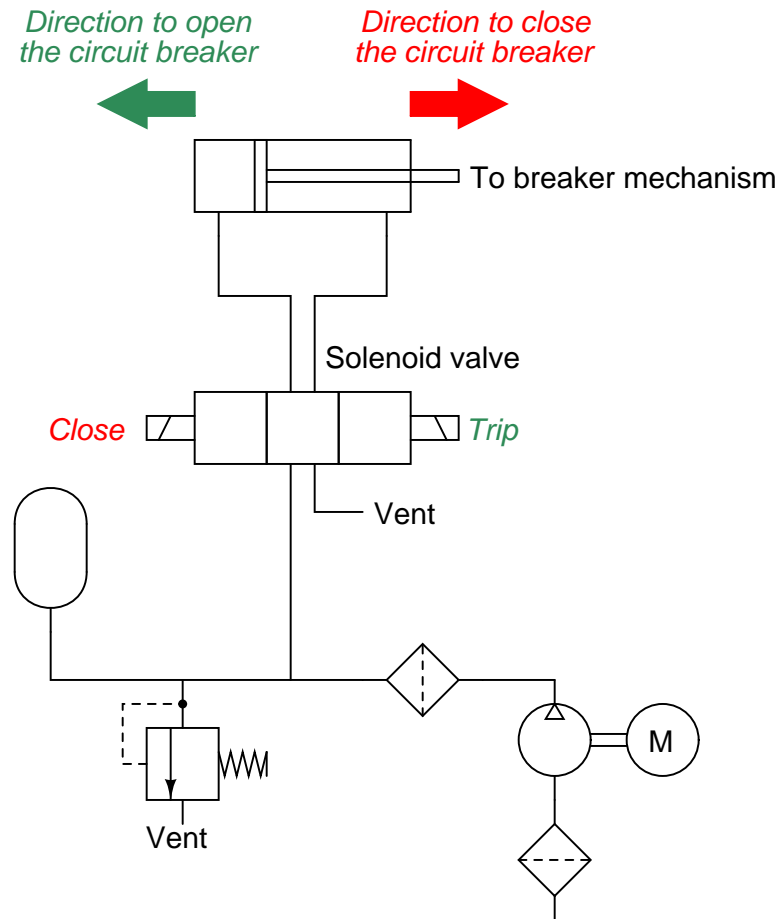 Direction to open
the circuit breaker
Direction to close
the circuit breaker
To breaker mechanism
Solenoid valve
Close
Trip
Vent
M
Vent